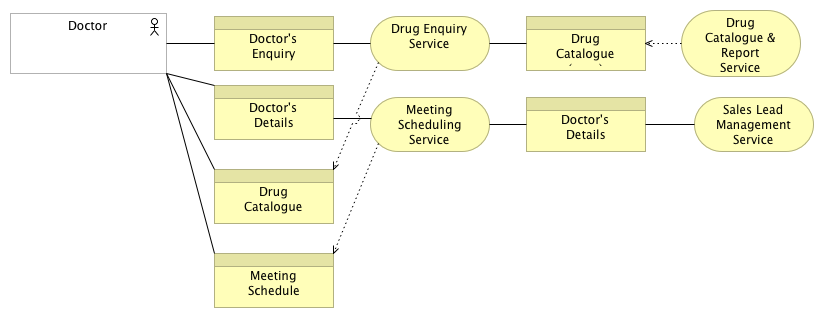 Doctor
Doctor's
Enquiry
Drug Enquiry
Service
Drug
Catalogue
Drug
Catalogue &
Report
Service
Doctor's
Details
Meeting
Scheduling
Service
Doctor's
Details
Sales Lead
Management
Service
Drug
Catalogue
Meeting
Schedule